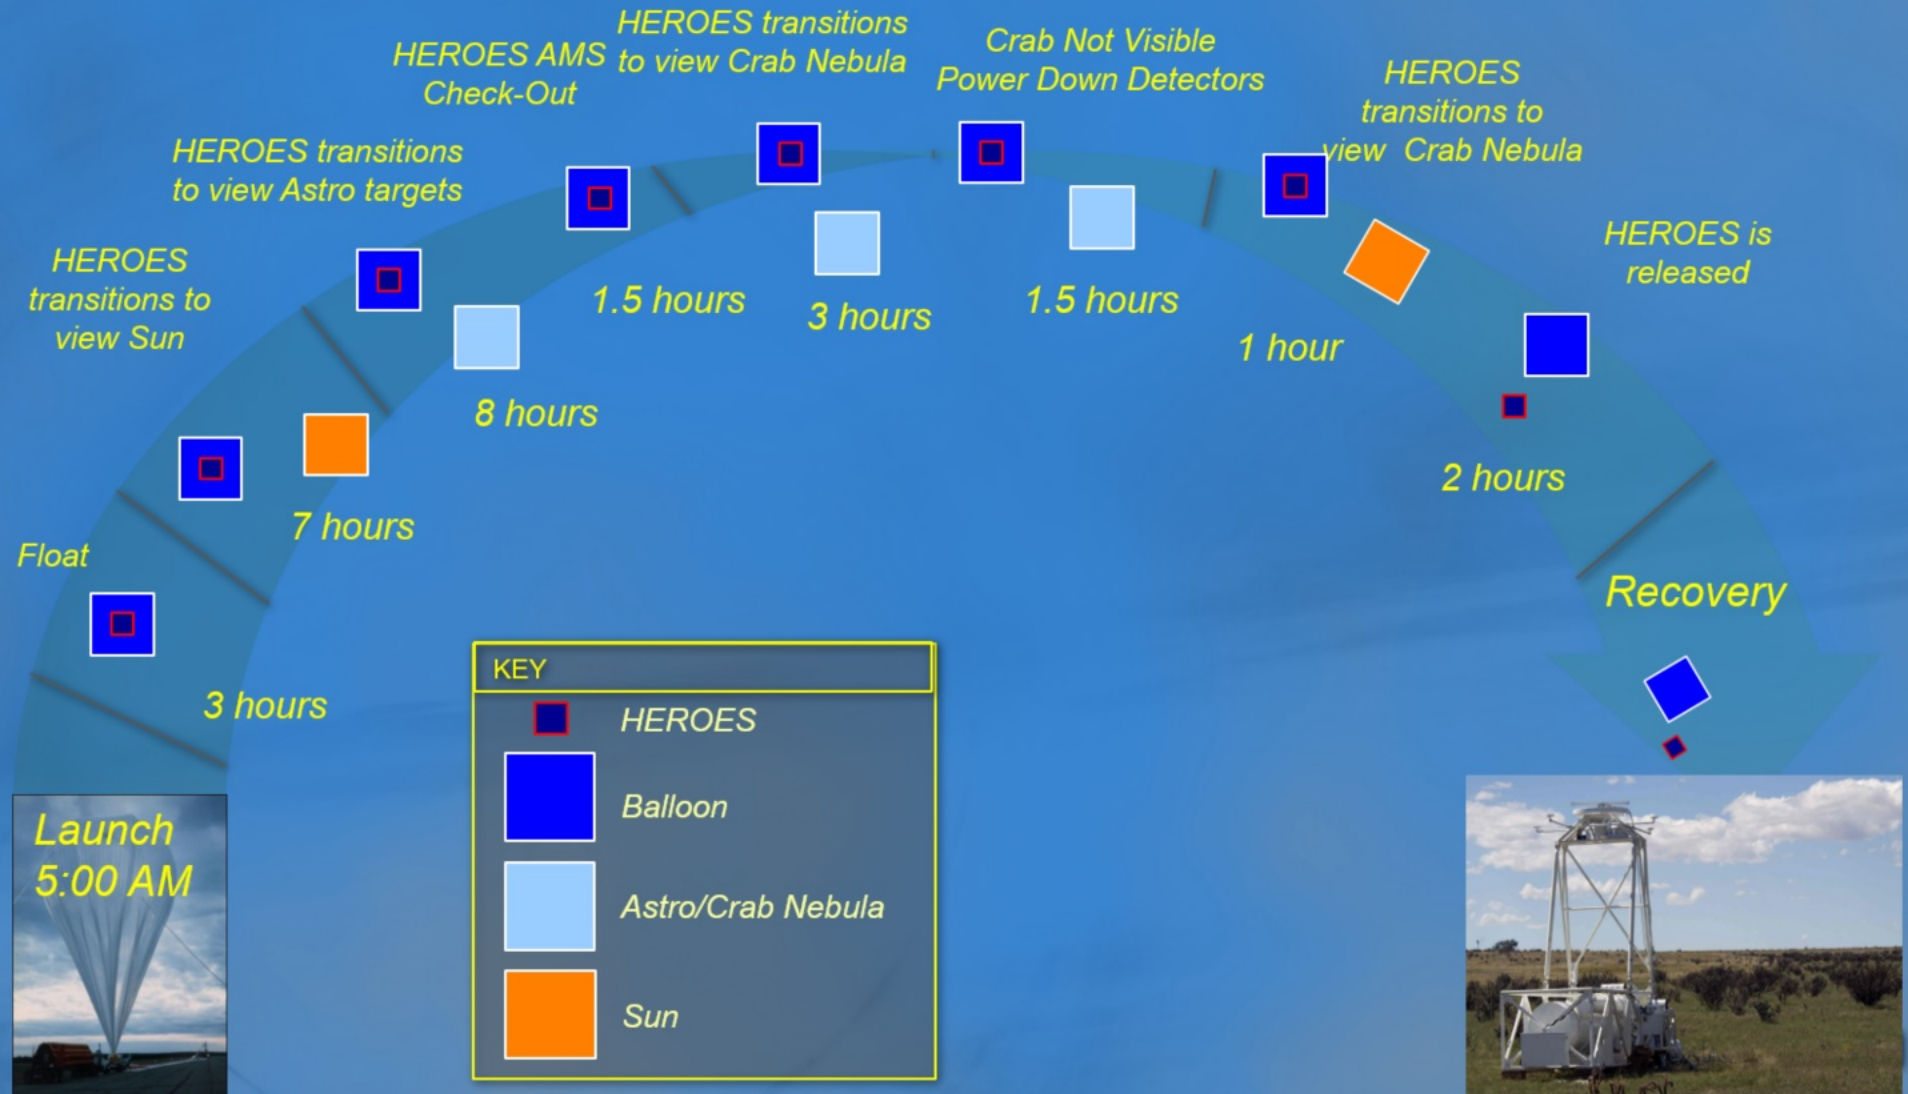 HEROES transitions
to view Crab Nebula
HEROES AMS
Check-Out
Crab Not Visible
Power Down Detectors
HEROES
transitions to
view Crab Nebula
HEROES transitions
to view Astro targets
HEROES is
released
HEROES
transitions to
view Sun
1.5 hours
3 hours
1.5 hours
1 hour
8 hours
2 hours
7 hours
Float
Recovery
3 hours
KEY
HEROES
Balloon
Astro/Crab Nebula
Sun
Launch
5:00 AM